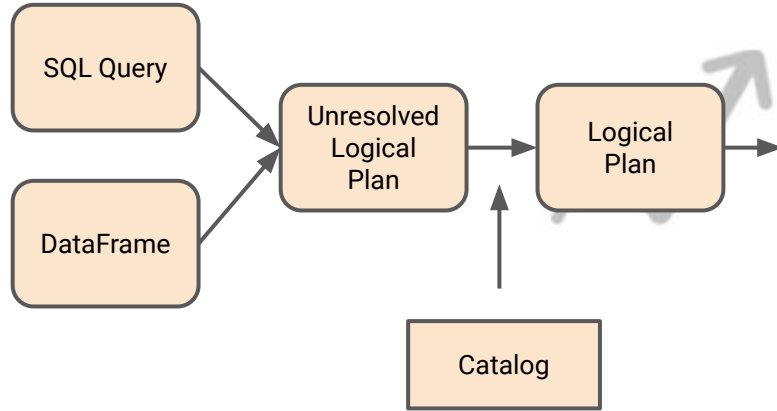 SQL Query
DataFrame
Unresolved
Logical
Plan
Logical
Plan
Catalog